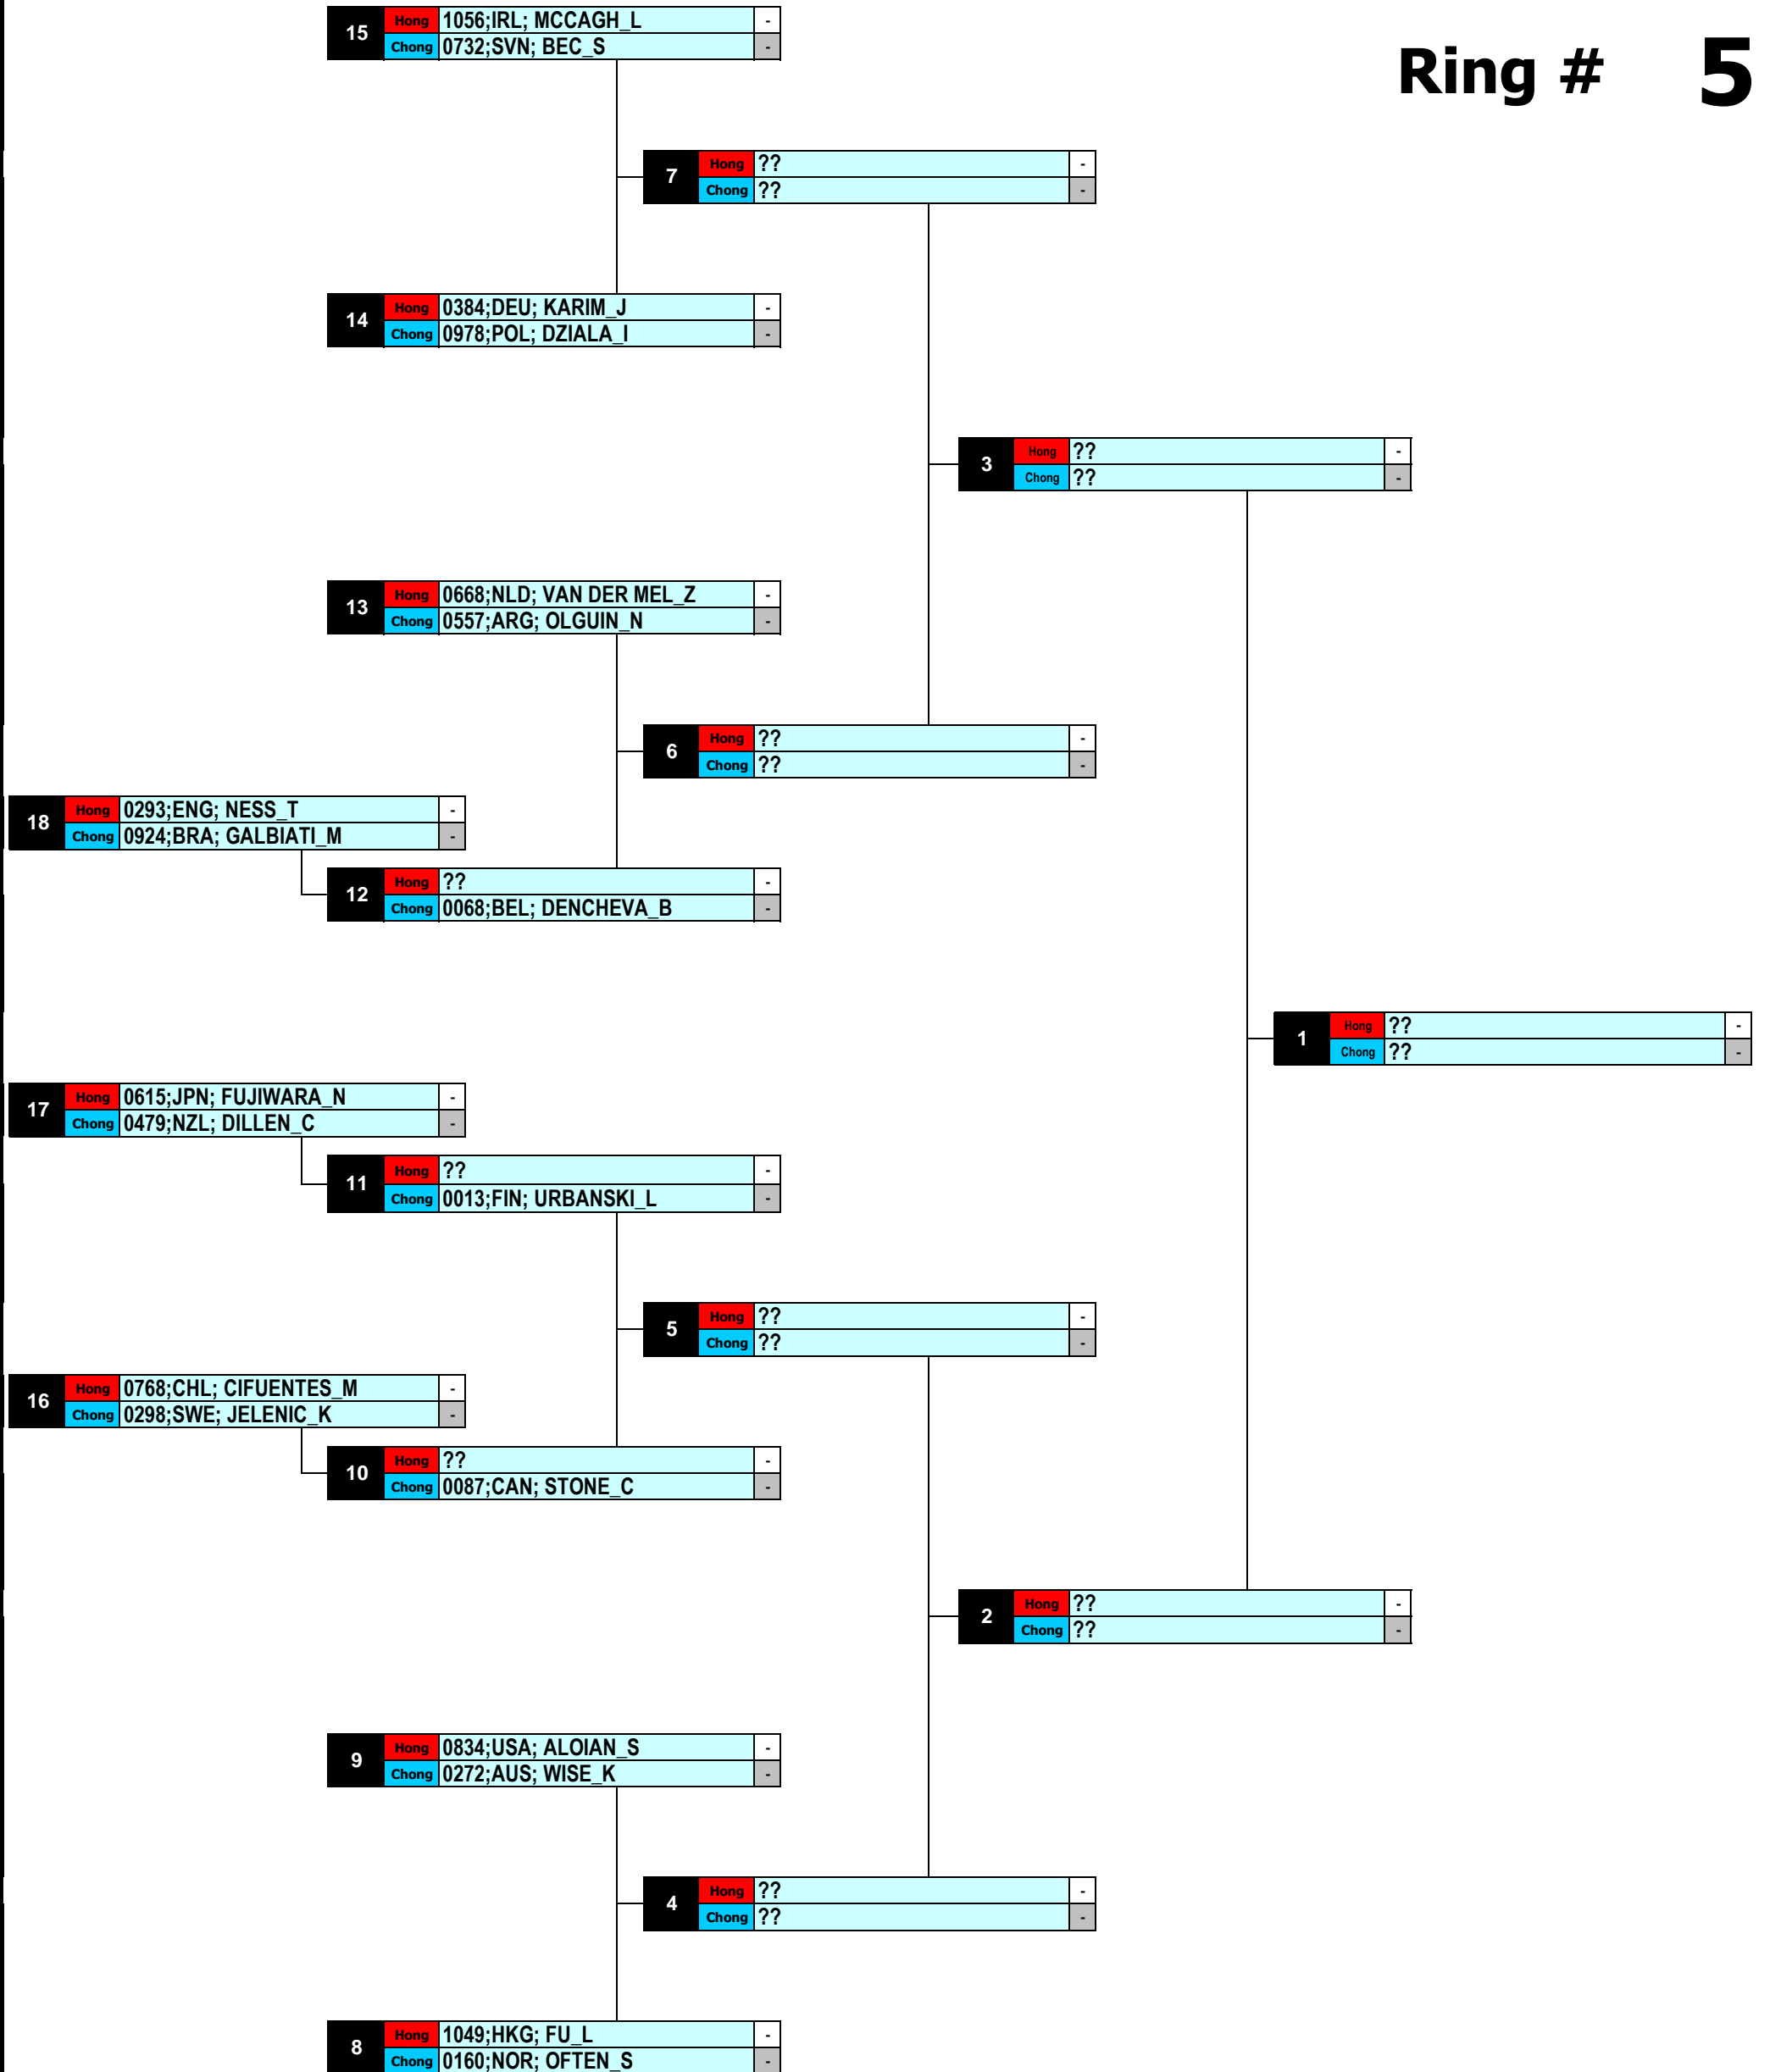 Ring # 5
15
Hong 1056;IRL; MCCAGH_L -
Chong 0732;SVN; BEC_S -
7
Hong ?? -
Chong ?? -
14
Hong 0384;DEU; KARIM_J -
Chong 0978;POL; DZIALA_I -
3
Hong ?? -
Chong ?? -
13
Hong 0668;NLD; VAN DER MEL_Z -
Chong 0557;ARG; OLGUIN_N -
6
Hong ?? -
Chong ?? -
18
Hong 0293;ENG; NESS_T -
Chong 0924;BRA; GALBIATI_M -
12
Hong ?? -
Chong 0068;BEL; DENCHEVA_B -
1
Hong ?? -
Chong ?? -
17
Hong 0615;JPN; FUJIWARA_N -
Chong 0479;NZL; DILLEN_C -
11
Hong ?? -
Chong 0013;FIN; URBANSKI_L -
5
Hong ?? -
Chong ?? -
16
Hong 0768;CHL; CIFUENTES_M -
Chong 0298;SWE; JELENIC_K -
10
Hong ?? -
Chong 0087;CAN; STONE_C -
2
Hong ?? -
Chong ?? -
9
Hong 0834;USA; ALOIAN_S -
Chong 0272;AUS; WISE_K -
4
Hong ?? -
Chong ?? -
8
Hong 1049;HKG; FU_L -
Chong 0160;NOR; OFTEN_S -